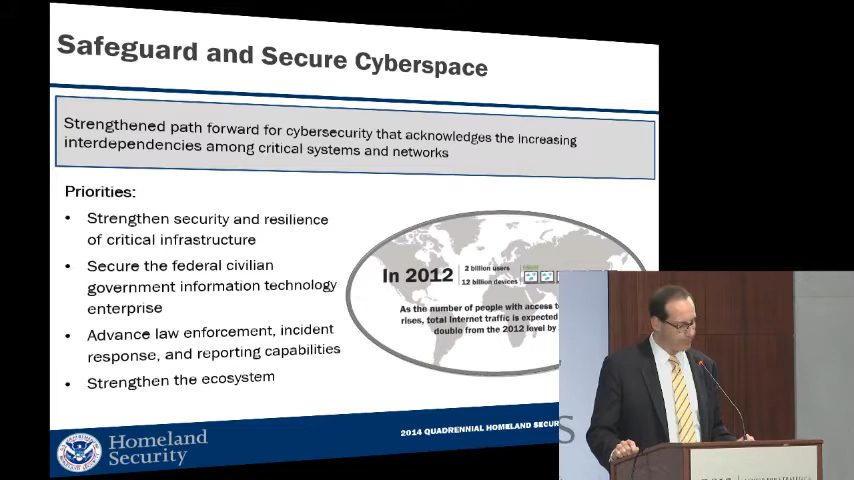 Safeguard and Secure Cyberspace
Strengthened path forward for cybersecurity that acknowledges the increasing
interdependencies among critical systems and networks
Priorities:
• Strengthen security and resilience
of critical infrastructure
• Secure the federal civilian
government information technology
enterprise
• Advance law enforcement, incident
response, and reporting capabilities
• Strengthen the ecosystem
In 2012
2 billion users
12 billion devices
As the number of people with access
rises, total Internet traffic is expected
double from the 2012 level by
Homeland
Security
2014 QUADRENNIAL HOMELAND
S